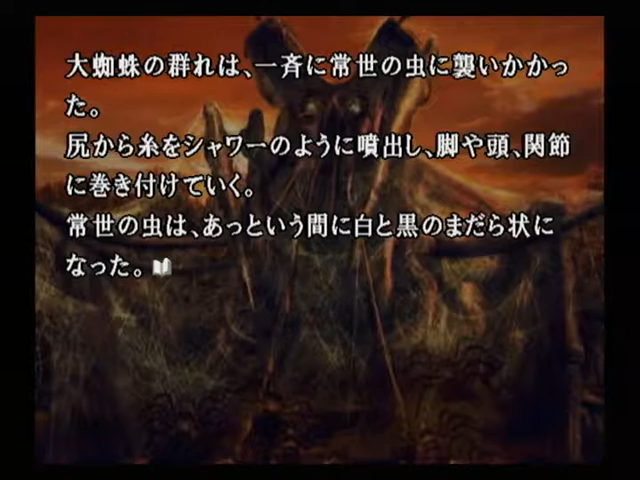 大蜘蛛の群れは、一斉に常世の虫に襲いかかっ
た。
尻から糸をシャワーのように噴出し、脚や頭、関節
に巻き付けていく。
常世の虫は、あっという間に白と黒のまだら状に
なった。